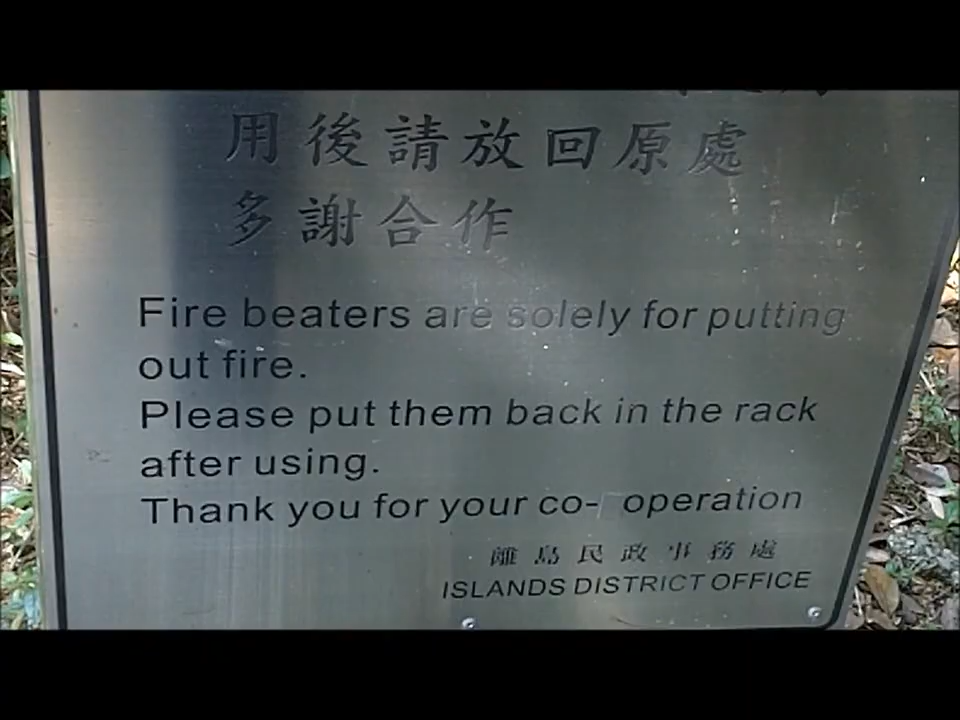 用後請放回原處
多謝合作
Fire beaters are solely for putting
out fire.
Please put them back in the rack
after using.
Thank you for your co- operation
離島民政事務處
ISLANDS DISTRICT OFFICE